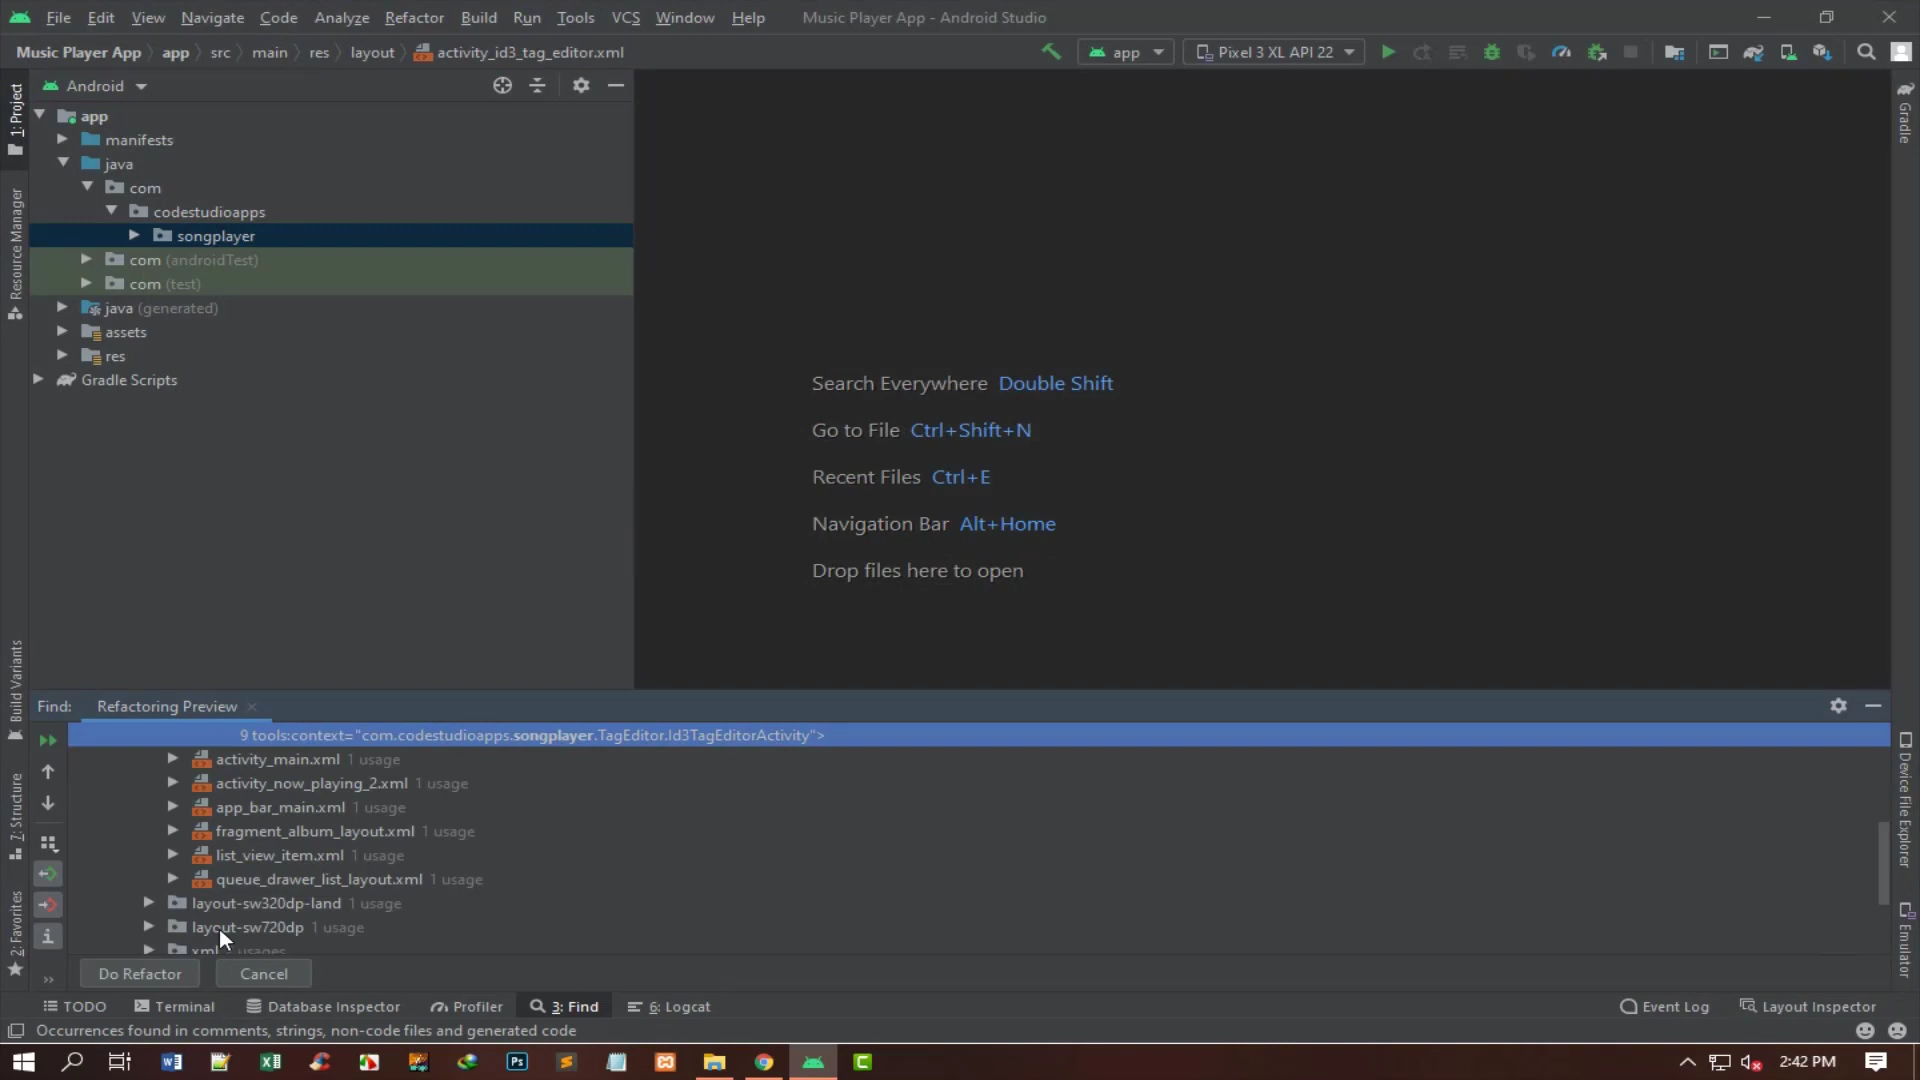 File Edit View Navigate Code Analyze Refactor Build Run Tools VCS Window Help Music Player App - Android Studio
Music Player App app src main res layout activity_id3_tag_editor.xml app Pixel 3 XL API 22
1: Project
Resource Manager
Build Variants
7: Structure
2: Favorites
Android
app
manifests
java
com
codestudioapps
songplayer
com (androidTest)
com (test)
java (generated)
assets
res
Gradle Scripts
Search Everywhere Double Shift
Go to File Ctrl+Shift+N
Recent Files Ctrl+E
Navigation Bar Alt+Home
Drop files here to open
Gradle
Device File Explorer
Emulator
Find: Refactoring Preview
9 tools:context="com.codestudioapps.songplayer.TagEditor.Id3TagEditorActivity">
activity_main.xml 1 usage
activity_now_playing_2.xml 1 usage
app_bar_main.xml 1 usage
fragment_album_layout.xml 1 usage
list_view_item.xml 1 usage
queue_drawer_list_layout.xml 1 usage
layout-sw320dp-land 1 usage
layout-sw720dp 1 usage
xml usages
Do Refactor Cancel
TODO Terminal Database Inspector Profiler 3: Find 6: Logcat Event Log Layout Inspector
Occurrences found in comments, strings, non-code files and generated code
2:42 PM